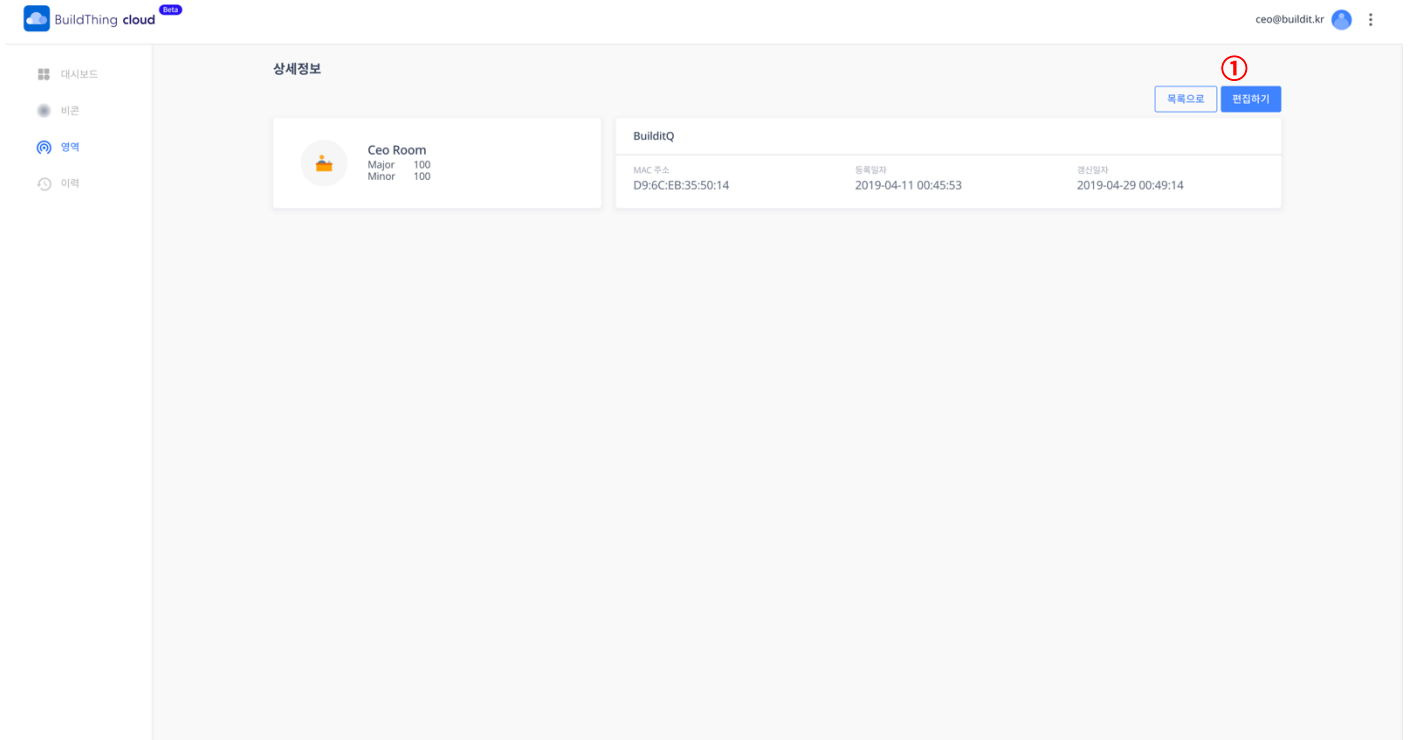 BuildThing cloud Beta
ceo@buildit.kr
대시보드
비콘
영역
이력
상세정보
①
목록으로 편집하기
Ceo Room
Major 100
Minor 100
BuilditQ
MAC 주소 등록일자 갱신일자
D9:6C:EB:35:50:14 2019-04-11 00:45:53 2019-04-29 00:49:14